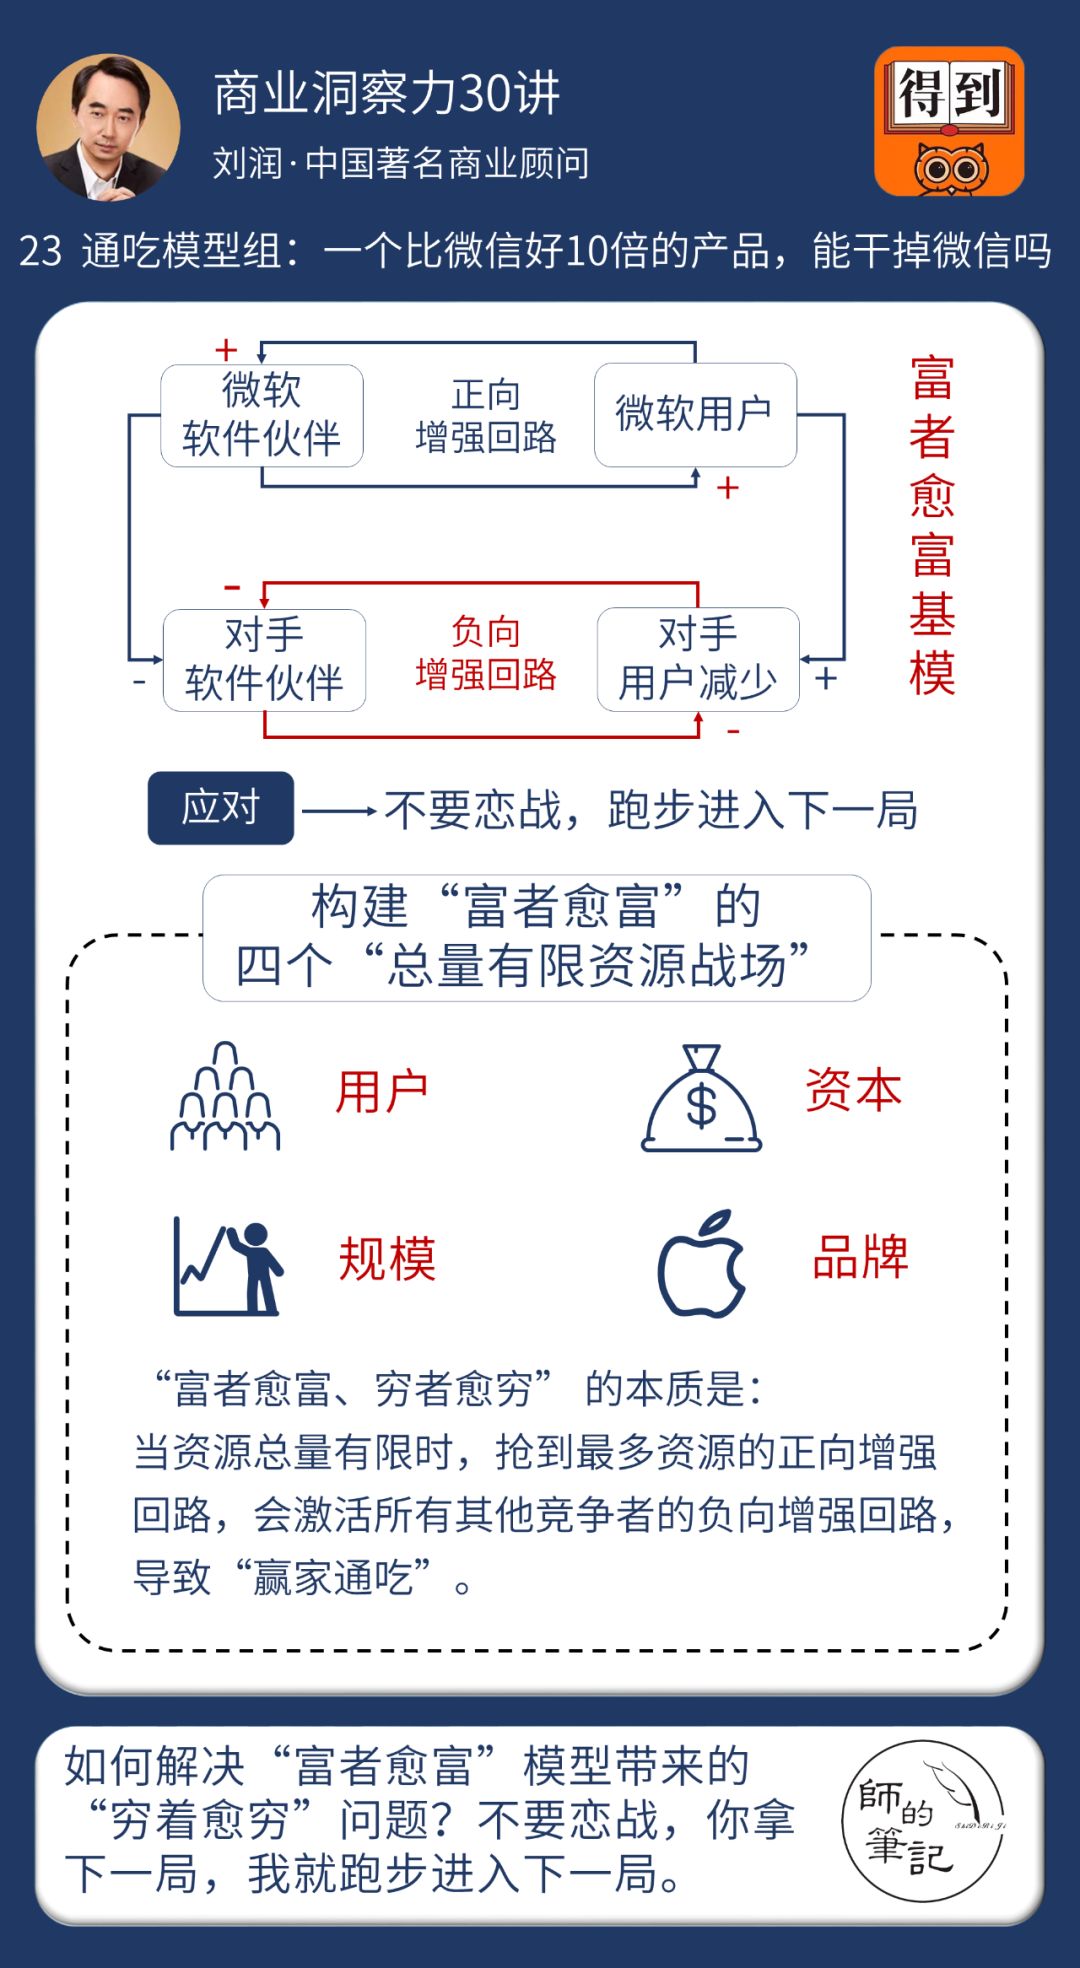 商业洞察力30讲
刘润·中国著名商业顾问
得到
23 通吃模型组：一个比微信好10倍的产品，能干掉微信吗
+
微软
软件伙伴
正向
增强回路
微软用户
+
富者愈富基模
-
对手
软件伙伴
-
负向
增强回路
对手
用户减少
+
-
应对
不要恋战，跑步进入下一局
构建“富者愈富”的
四个“总量有限资源战场”
用户
$
资本
规模
品牌
“富者愈富、穷者愈穷” 的本质是：
当资源总量有限时，抢到最多资源的正向增强
回路，会激活所有其他竞争者的负向增强回路，
导致“赢家通吃”。
如何解决“富者愈富”模型带来的
“穷着愈穷”问题？不要恋战，你拿
下一局，我就跑步进入下一局。
師的
筆記